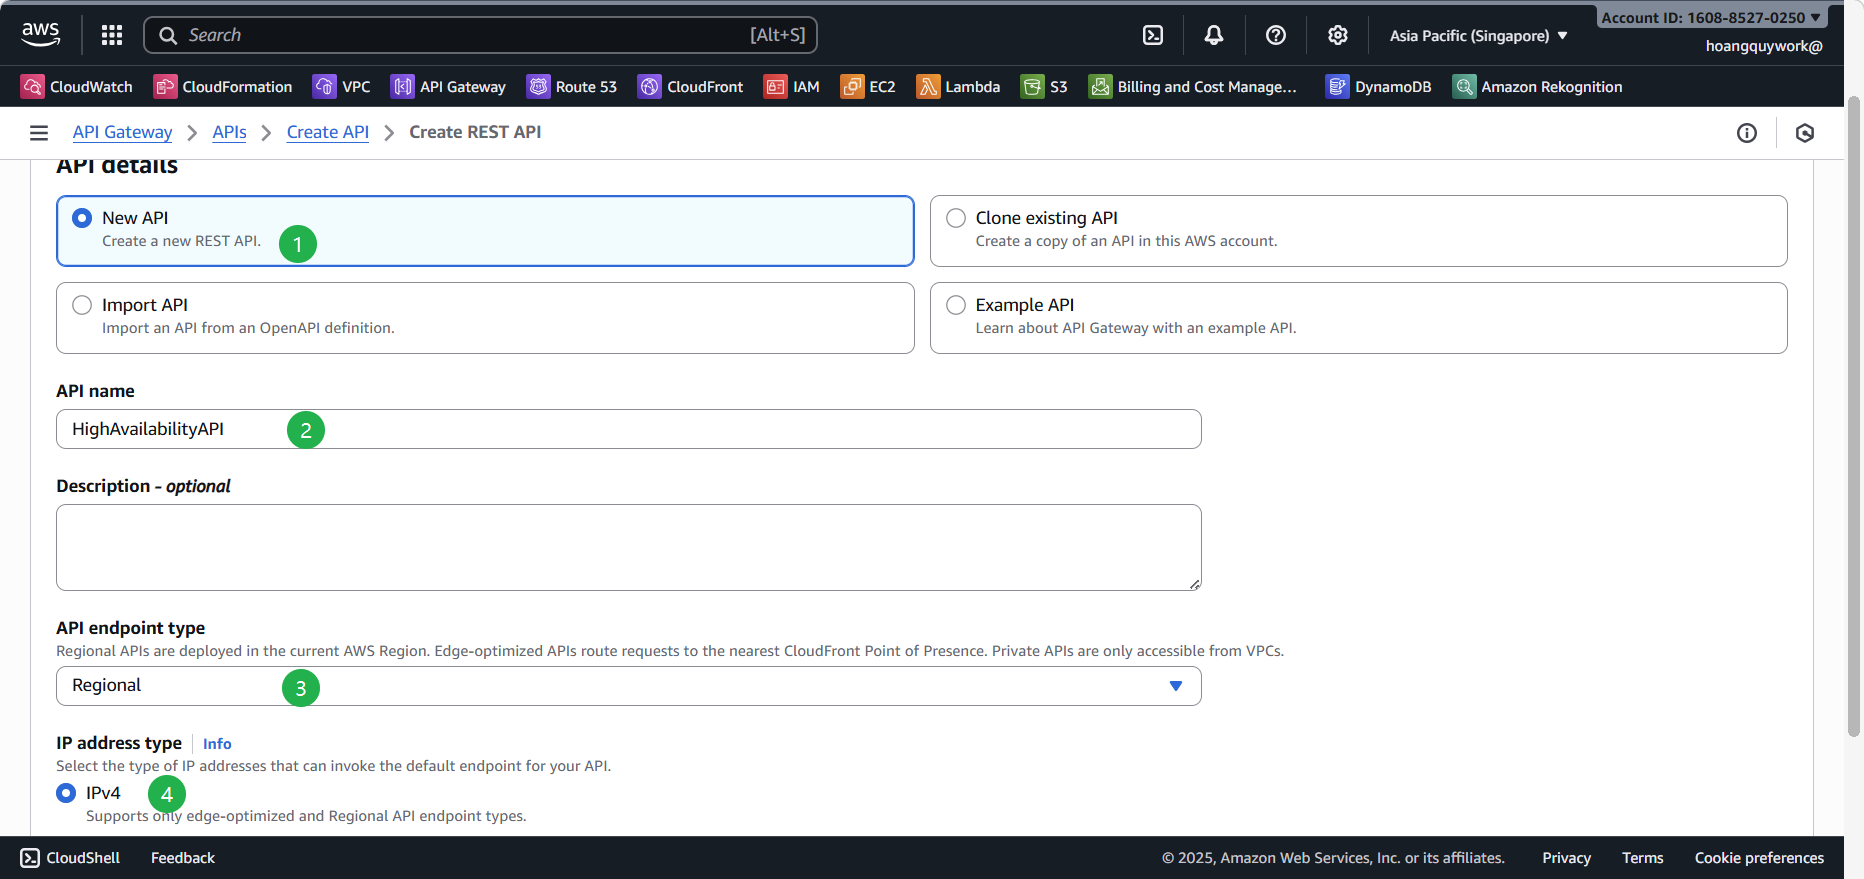 aws
Search [Alt+S]
Asia Pacific (Singapore) ▼
Account ID: 1608-8527-0250 ▼
hoangquywork@
CloudWatch CloudFormation VPC API Gateway Route 53 CloudFront IAM EC2 Lambda S3 Billing and Cost Manage... DynamoDB Amazon Rekognition
API Gateway > APIs > Create API > Create REST API
API details
New API
Create a new REST API. 1
Clone existing API
Create a copy of an API in this AWS account.
Import API
Import an API from an OpenAPI definition.
Example API
Learn about API Gateway with an example API.
API name
HighAvailabilityAPI 2
Description - optional
API endpoint type
Regional APIs are deployed in the current AWS Region. Edge-optimized APIs route requests to the nearest CloudFront Point of Presence. Private APIs are only accessible from VPCs.
Regional 3
IP address type Info
Select the type of IP addresses that can invoke the default endpoint for your API.
IPv4 4
Supports only edge-optimized and Regional API endpoint types.
CloudShell Feedback © 2025, Amazon Web Services, Inc. or its affiliates. Privacy Terms Cookie preferences